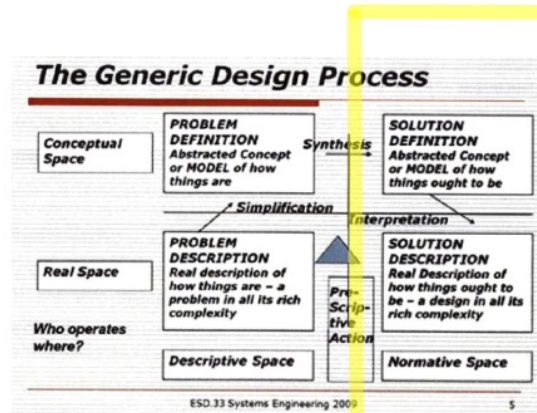 The Generic Design Process
Conceptual
Space
PROBLEM
DEFINITION
Abstracted Concept
or MODEL of how
things are
Synthesis
SOLUTION
DEFINITION
Abstracted Concept
or MODEL of how
things ought to be
Simplification
Interpretation
Real Space
PROBLEM
DESCRIPTION
Real description of
how things are – a
problem in all its rich
complexity
SOLUTION
DESCRIPTION
Real Description of
how things ought to
be – a design in all its
rich complexity
Pre-
Scrip-
tive
Action
Who operates
where?
Descriptive Space
Normative Space
ESD.33 Systems Engineering 2009
5